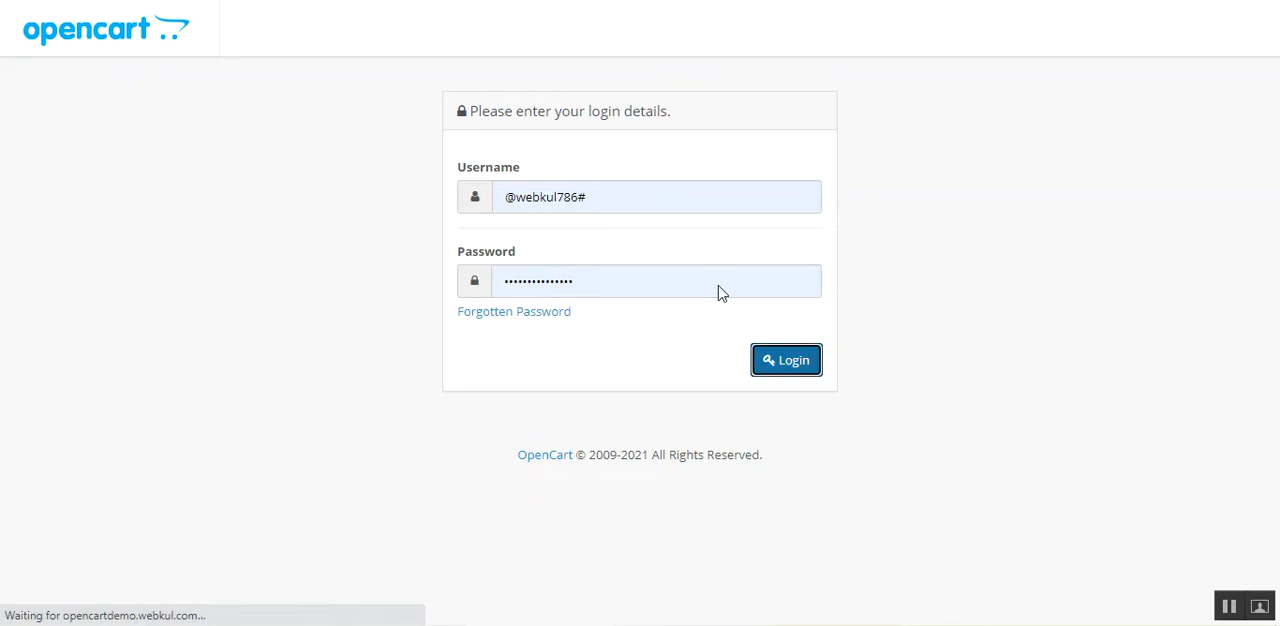 opencart
Please enter your login details.
Username
@webkul786#
Password
•••••••••••••••
Forgotten Password
Login
OpenCart © 2009-2021 All Rights Reserved.
Waiting for opencartdemo.webkul.com...